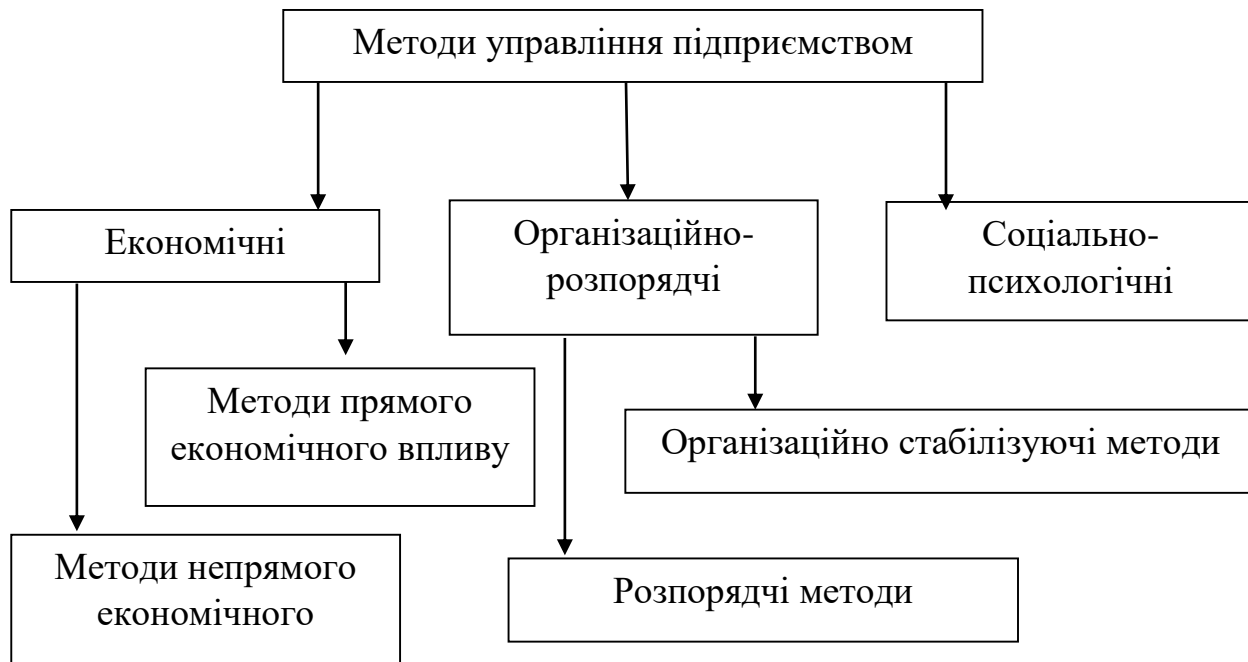 Методи управління підприємством
Економічні
Організаційно-
розпорядчі
Соціально-
психологічні
Методи прямого
економічного впливу
Організаційно стабілізуючі методи
Методи непрямого
економічного
Розпорядчі методи